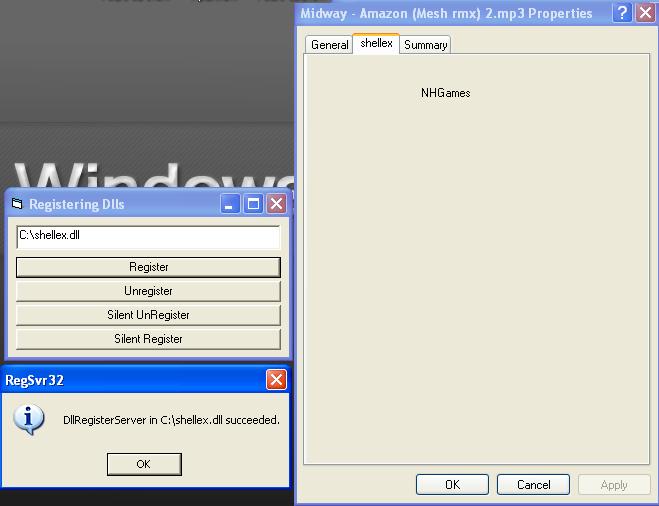 Windows
Registering Dlls
C:\shellex.dll
Register
Unregister
Silent UnRegister
Silent Register
RegSvr32
DllRegisterServer in C:\shellex.dll succeeded.
OK
Midway - Amazon (Mesh rmx) 2.mp3 Properties
General shellex Summary
NHGames
OK Cancel Apply